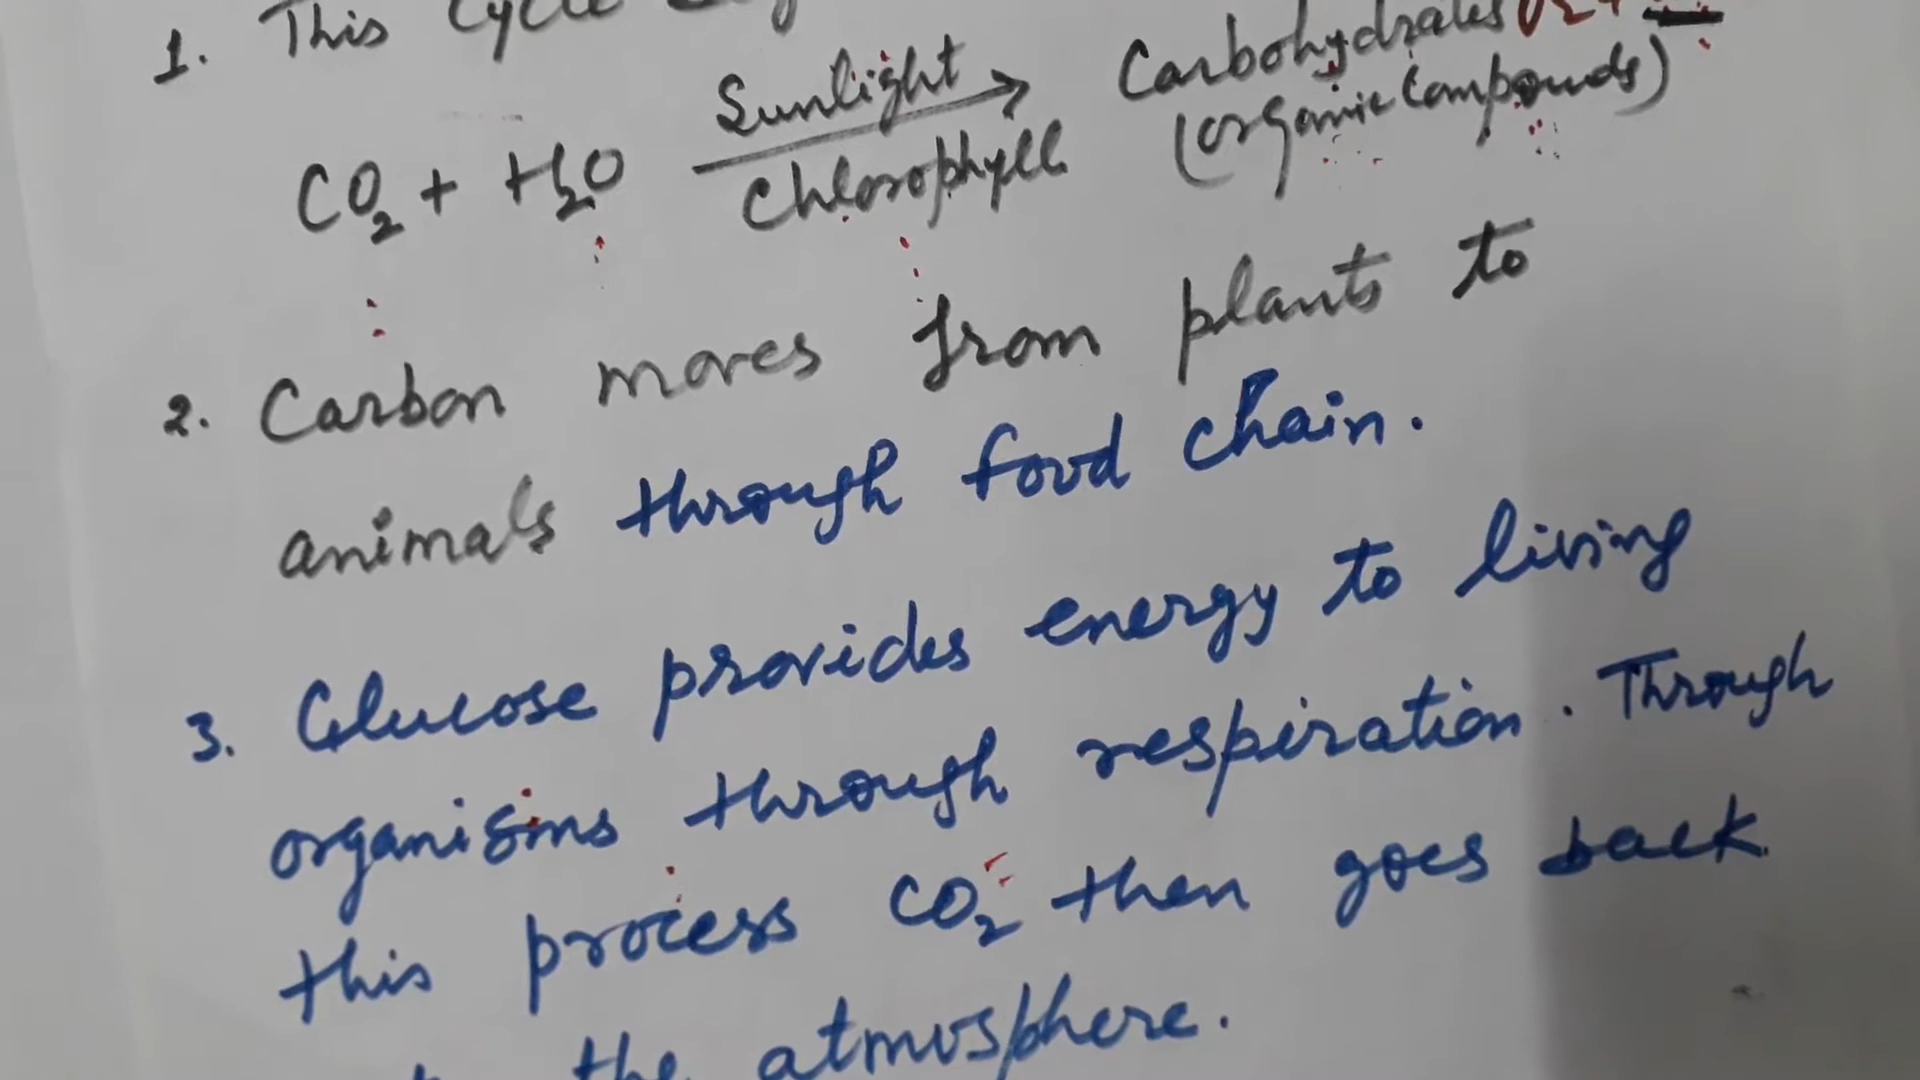 1. This Cycle
Sunlight Carbohydrates O2+
CO2 + H2O ⟶ (organic Compounds)
Chlorophyll
2. Carbon moves from plants to
animals through food chain.
3. Glucose provides energy to living
organisms through respiration. Through
this process CO2 then goes back
the atmosphere.